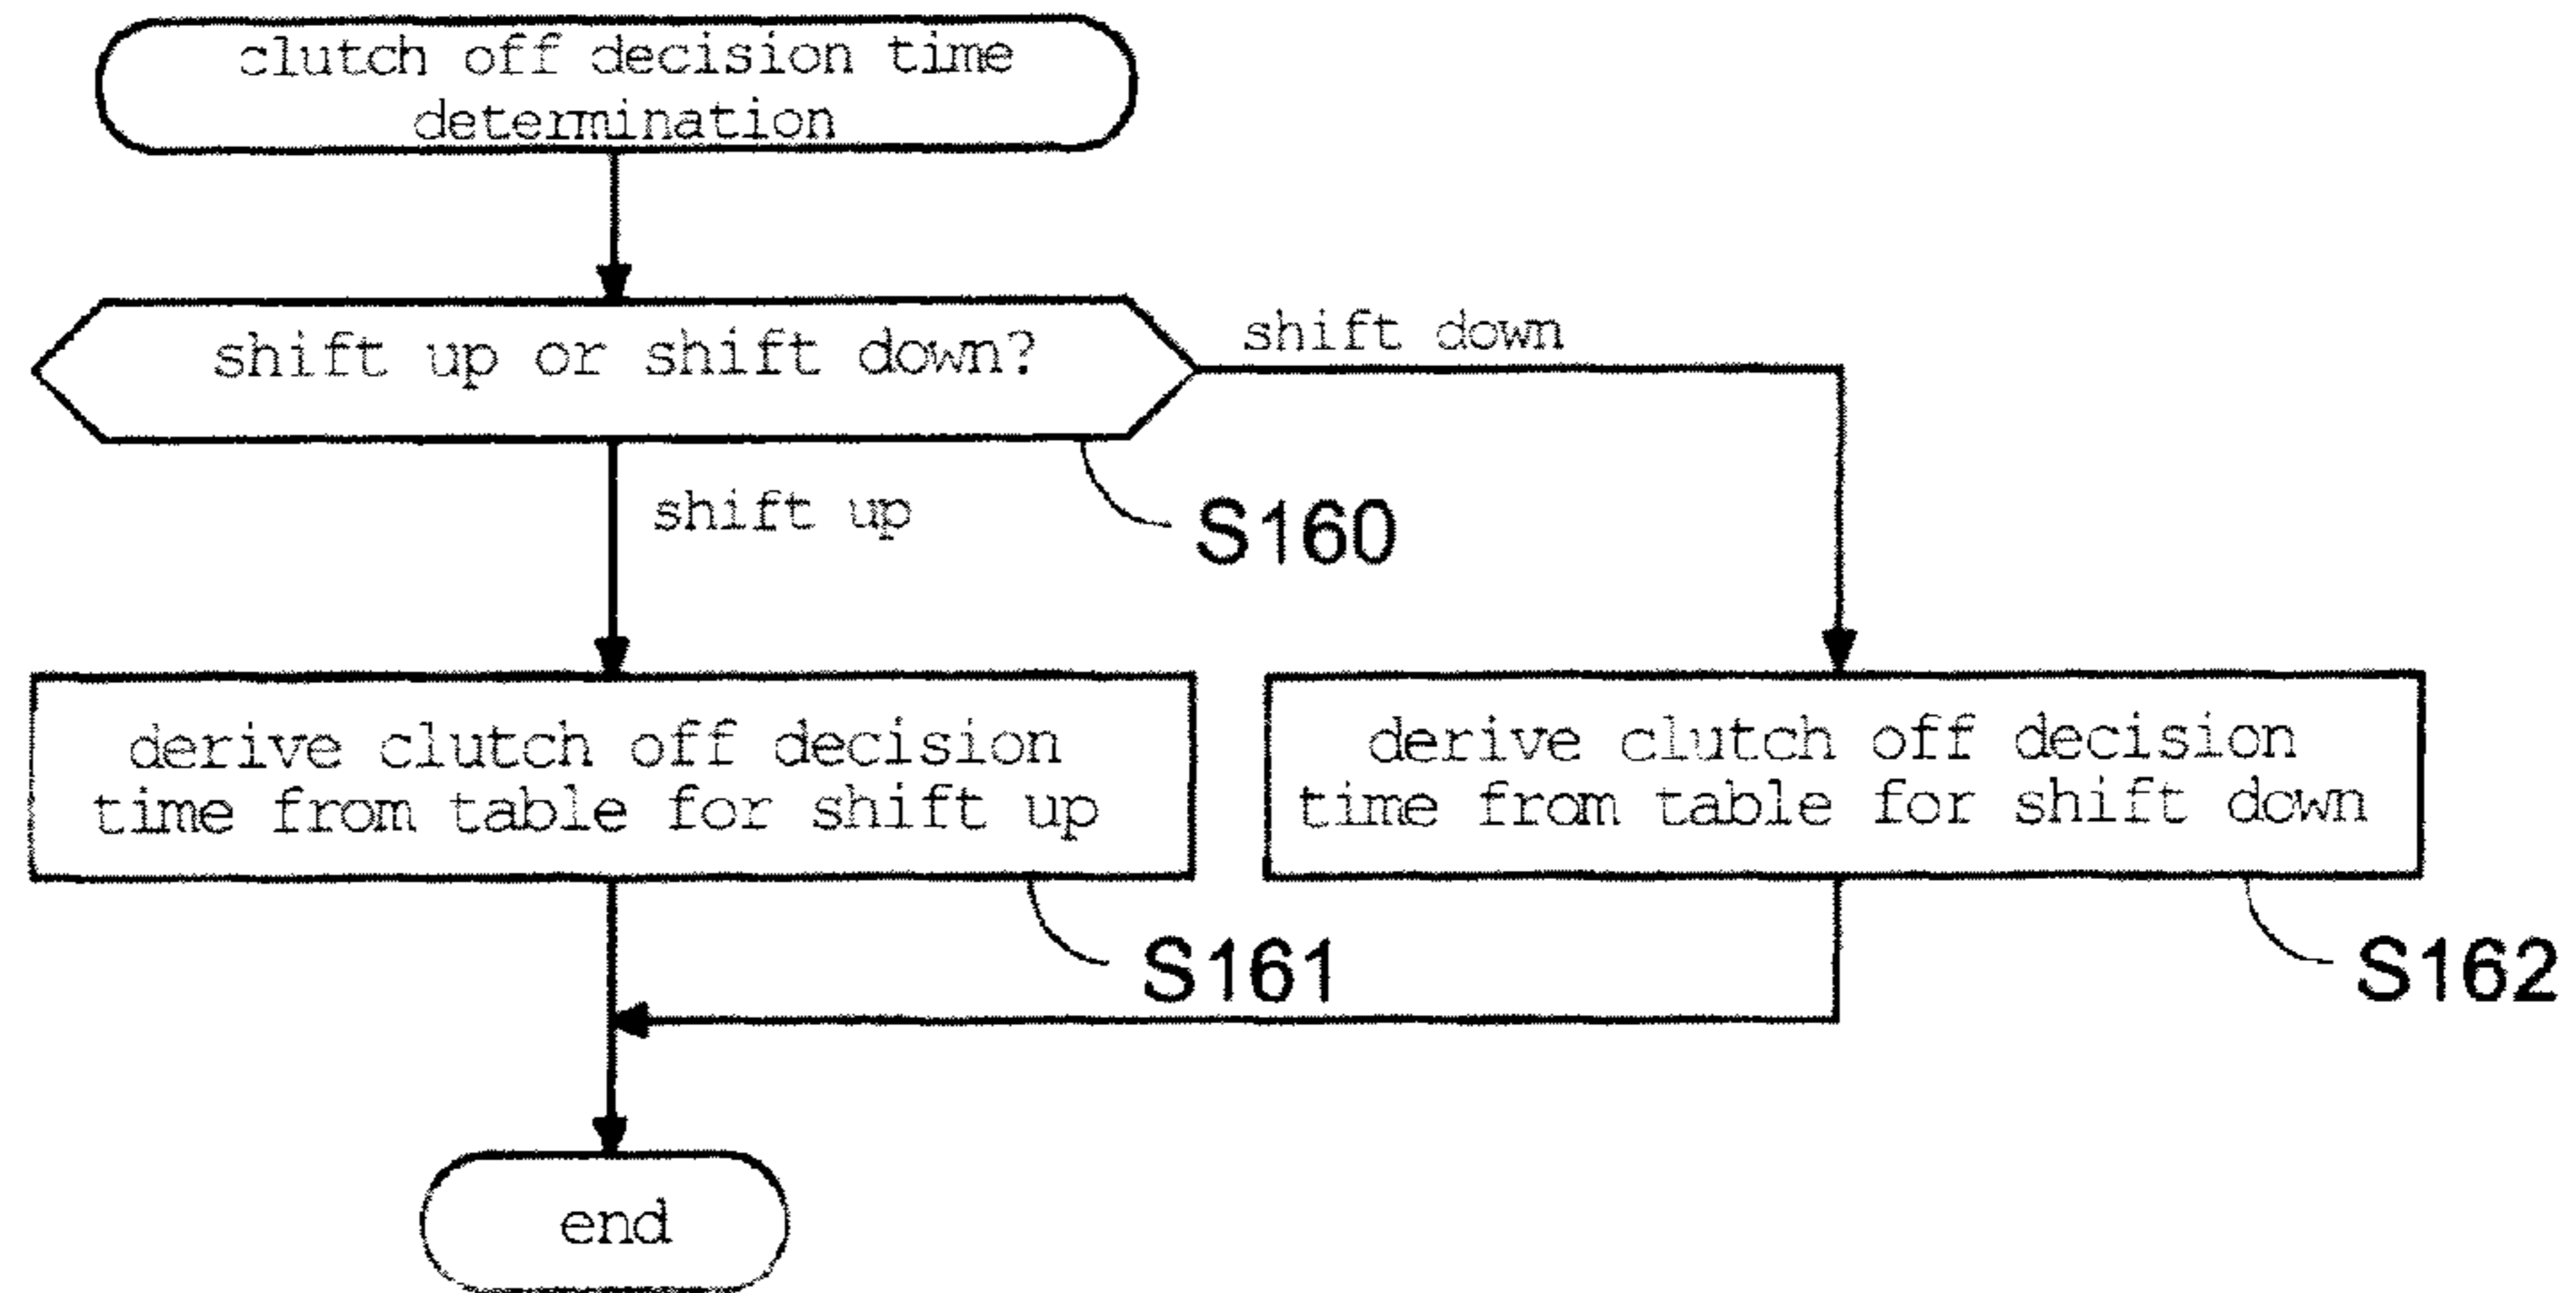 clutch off decision time
determination
shift up or shift down?
shift down
shift up
S160
derive clutch off decision
time from table for shift up
derive clutch off decision
time from table for shift down
S161
S162
end